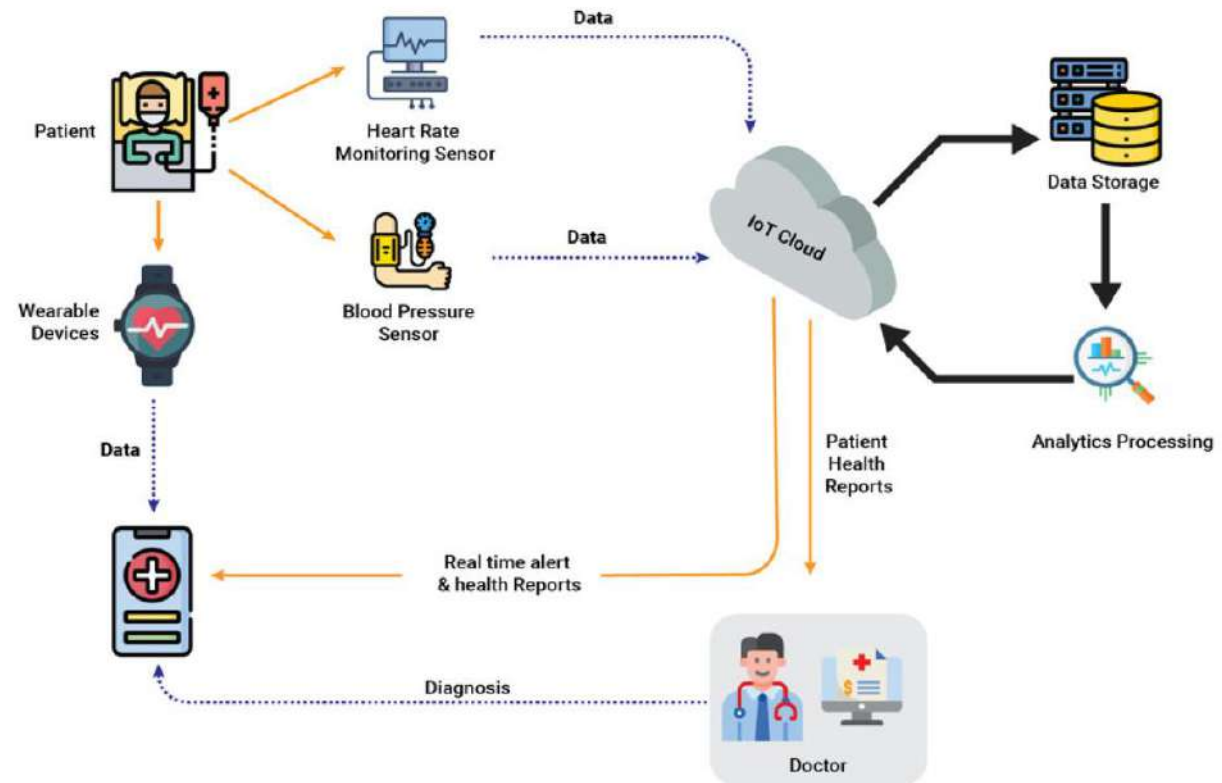 Data
Patient
Heart Rate
Monitoring Sensor
Data Storage
IoT Cloud
Data
Wearable
Devices
Blood Pressure
Sensor
Data
Patient
Health
Reports
Analytics Processing
Real time alert
& health Reports
Diagnosis
$
Doctor